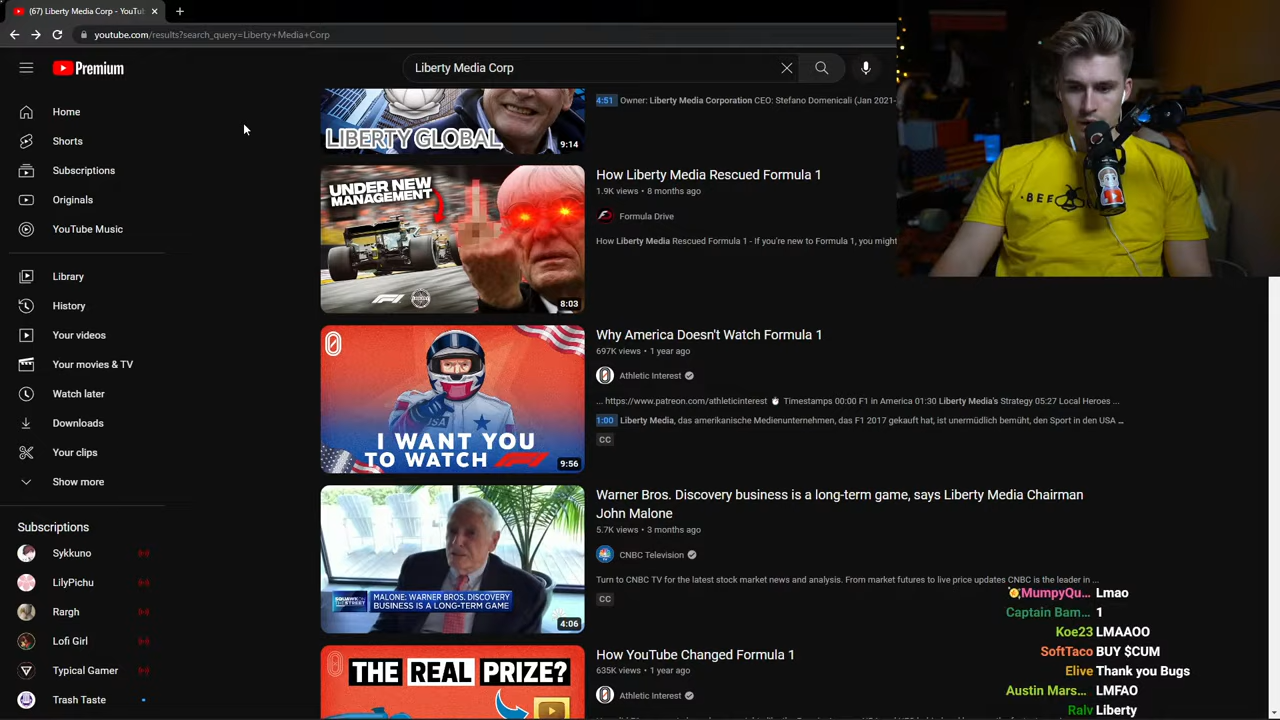 (67) Liberty Media Corp - YouTu
youtube.com/results?search_query=Liberty+Media+Corp
Premium
Liberty Media Corp
Home
Shorts
Subscriptions
Originals
YouTube Music
Library
History
Your videos
Your movies & TV
Watch later
Downloads
Your clips
Show more
Subscriptions
Sykkuno
LilyPichu
Rargh
Lofi Girl
Typical Gamer
Trash Taste
LIBERTY GLOBAL
9:14
4:51 Owner: Liberty Media Corporation CEO: Stefano Domenicali (Jan 2021-
UNDER NEW
MANAGEMENT
8:03
How Liberty Media Rescued Formula 1
1.9K views • 8 months ago
Formula Drive
How Liberty Media Rescued Formula 1 - If you're new to Formula 1, you might
USA
I WANT YOU
TO WATCH F1
9:56
Why America Doesn't Watch Formula 1
697K views • 1 year ago
Athletic Interest
... https://www.patreon.com/athleticinterest Timestamps 00:00 F1 in America 01:30 Liberty Media's Strategy 05:27 Local Heroes ...
1:00 Liberty Media, das amerikanische Medienunternehmen, das F1 2017 gekauft hat, ist unermüdlich bemüht, den Sport in den USA ...
CC
MALONE: WARNER BROS. DISCOVERY
BUSINESS IS A LONG-TERM GAME
4:06
Warner Bros. Discovery business is a long-term game, says Liberty Media Chairman
John Malone
5.7K views • 3 months ago
CNBC Television
Turn to CNBC TV for the latest stock market news and analysis. From market futures to live price updates CNBC is the leader in ...
CC
THE REAL PRIZE?
How YouTube Changed Formula 1
635K views • 1 year ago
Athletic Interest
BEE
MumpyQu... Lmao
Captain Bam... 1
Koe23 LMAAOO
SoftTaco BUY $CUM
Elive Thank you Bugs
Austin Mars... LMFAO
Ralv Liberty